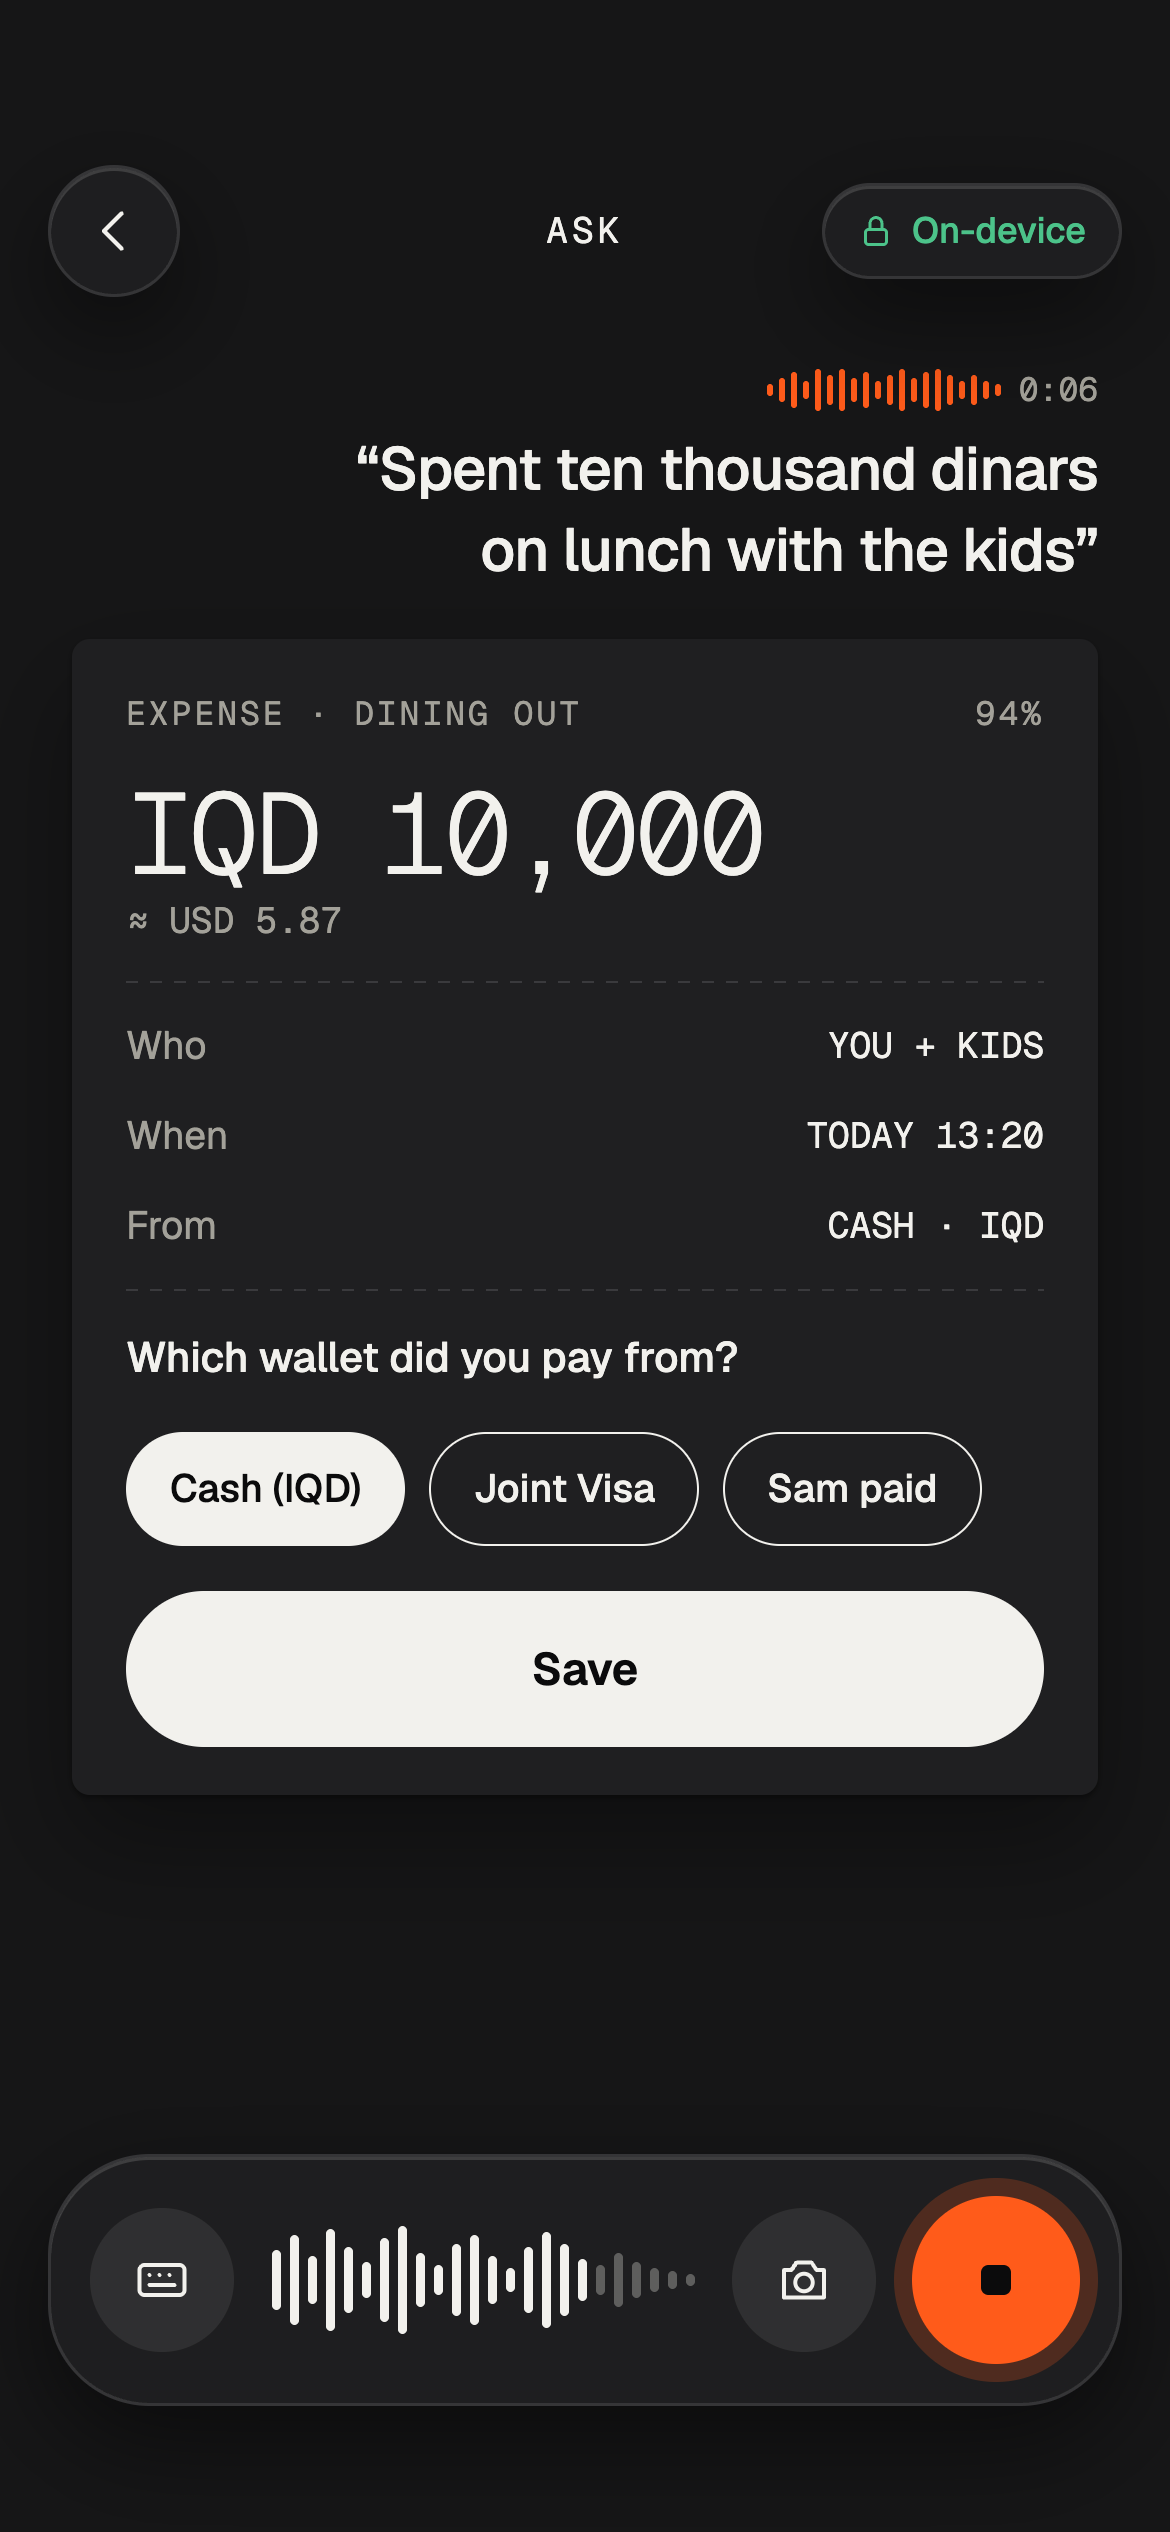 ASK
On-device
0:06
“Spent ten thousand dinars
on lunch with the kids”
EXPENSE · DINING OUT 94%
IQD 10,000
≈ USD 5.87
Who YOU + KIDS
When TODAY 13:20
From CASH · IQD
Which wallet did you pay from?
Cash (IQD) Joint Visa Sam paid
Save